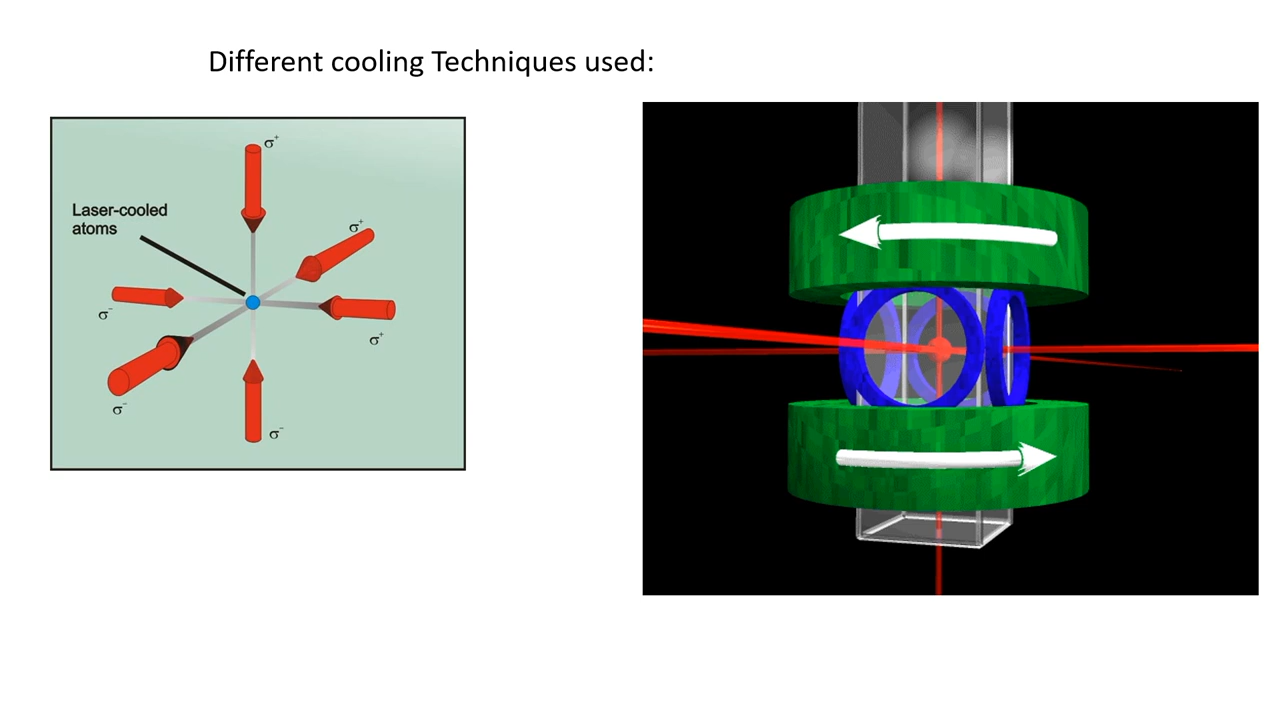 Different cooling Techniques used:
σ⁺
Laser-cooled
atoms
σ⁺
σ⁻
σ⁺
σ⁻
σ⁻